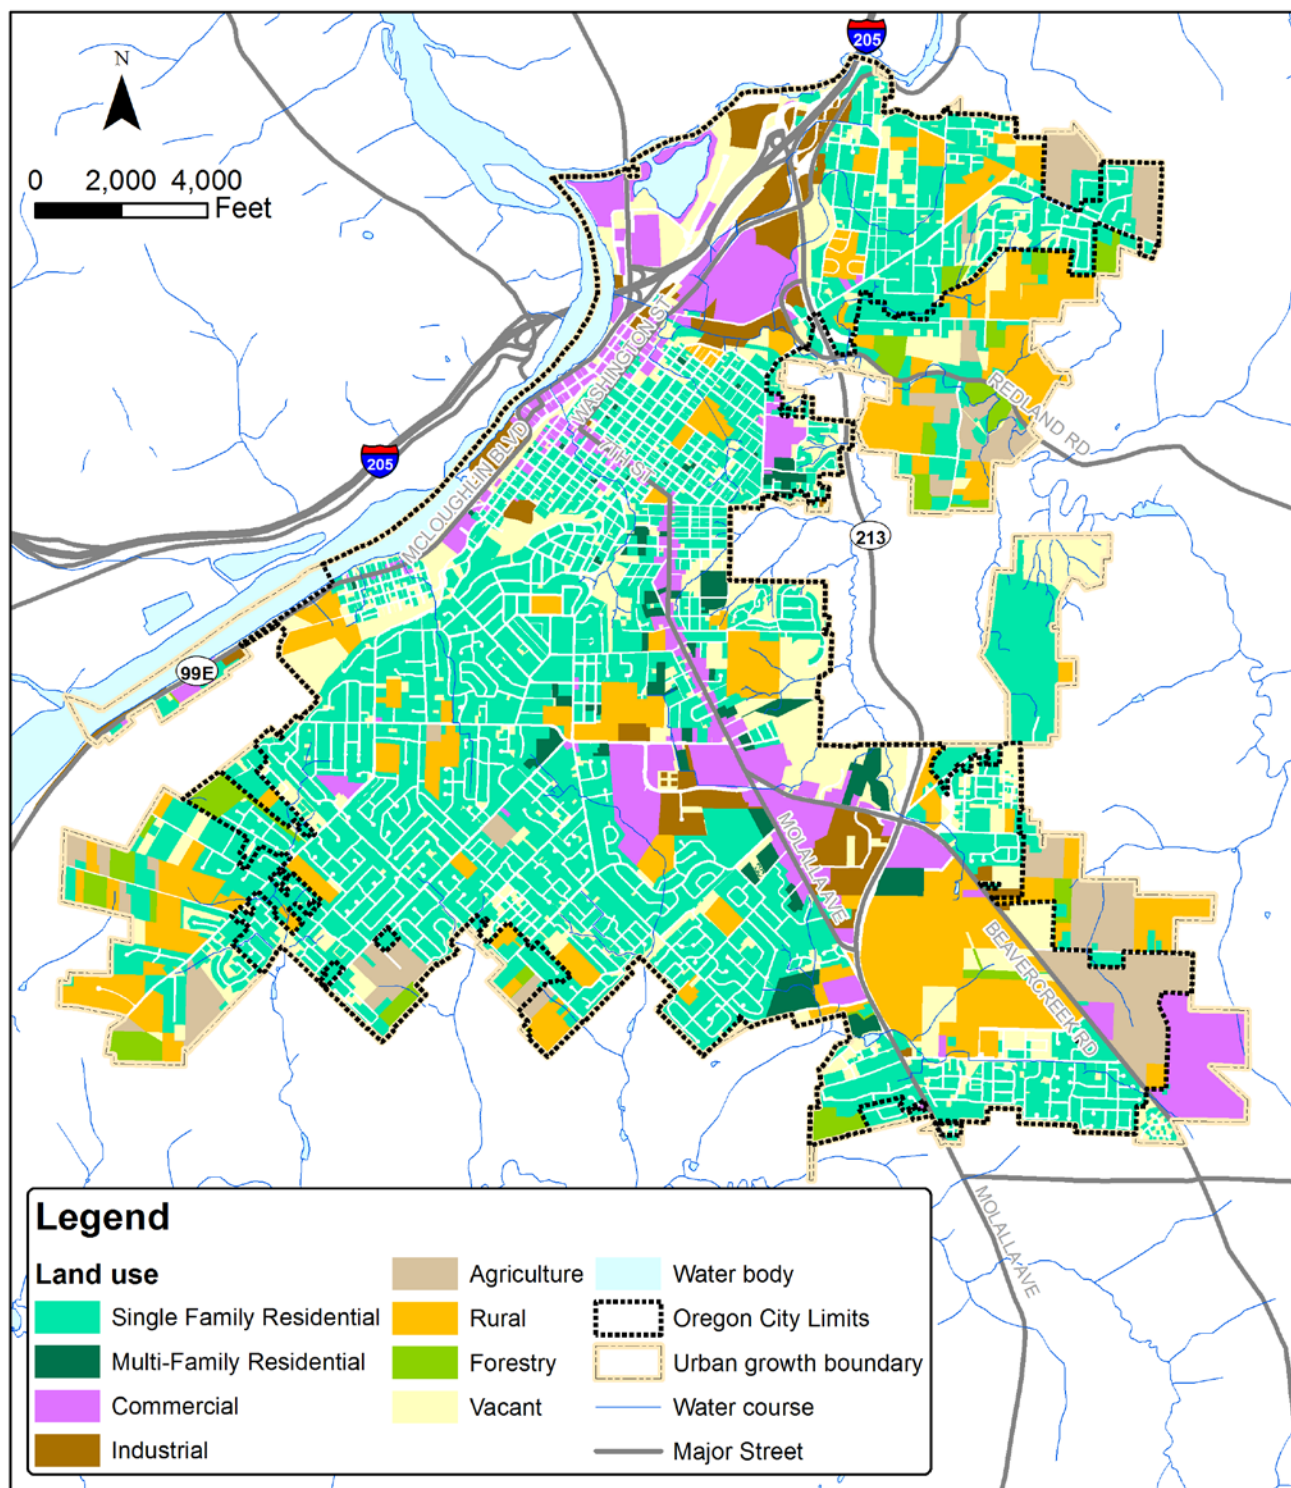 205
N
0 2,000 4,000
Feet
WASHINGTON ST
REDLAND RD
MCLOUGHLIN BLVD
7TH ST
205
213
99E
MOLALLA AVE
BEAVERCREEK RD
MOLALLA AVE
Legend
Land use
Single Family Residential
Multi-Family Residential
Commercial
Industrial
Agriculture
Rural
Forestry
Vacant
Water body
Oregon City Limits
Urban growth boundary
Water course
Major Street